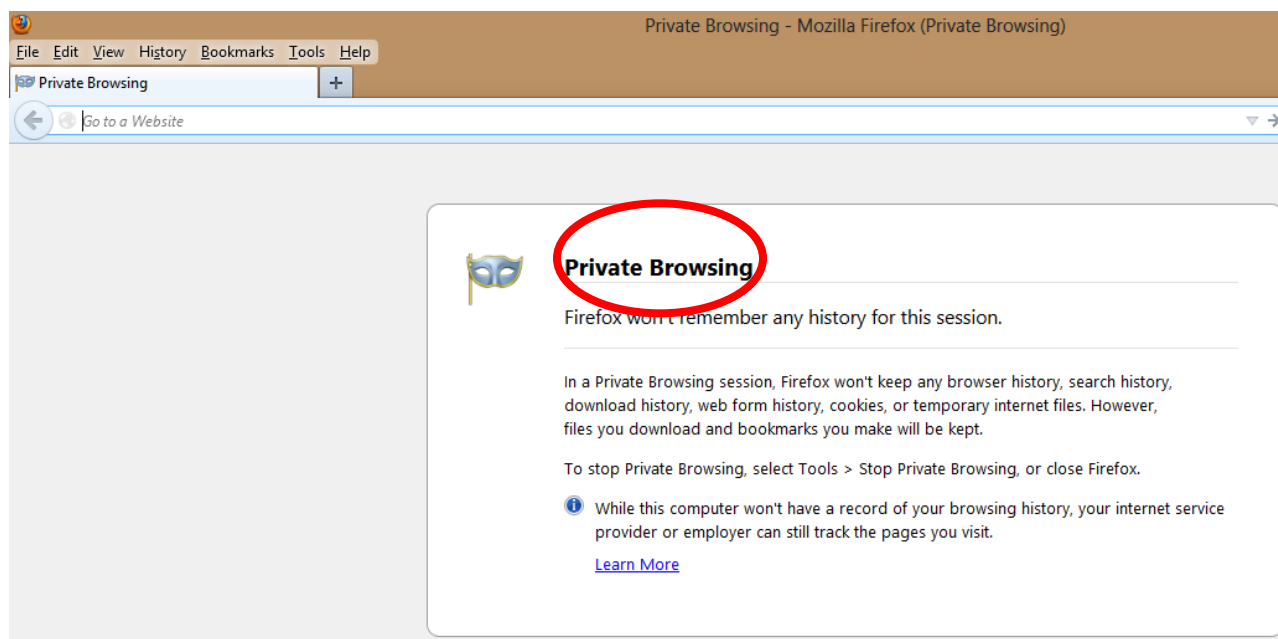 Private Browsing - Mozilla Firefox (Private Browsing)
File Edit View History Bookmarks Tools Help
Private Browsing
Go to a Website
Private Browsing
Firefox won't remember any history for this session.
In a Private Browsing session, Firefox won't keep any browser history, search history,
download history, web form history, cookies, or temporary internet files. However,
files you download and bookmarks you make will be kept.
To stop Private Browsing, select Tools > Stop Private Browsing, or close Firefox.
While this computer won't have a record of your browsing history, your internet service
provider or employer can still track the pages you visit.
Learn More